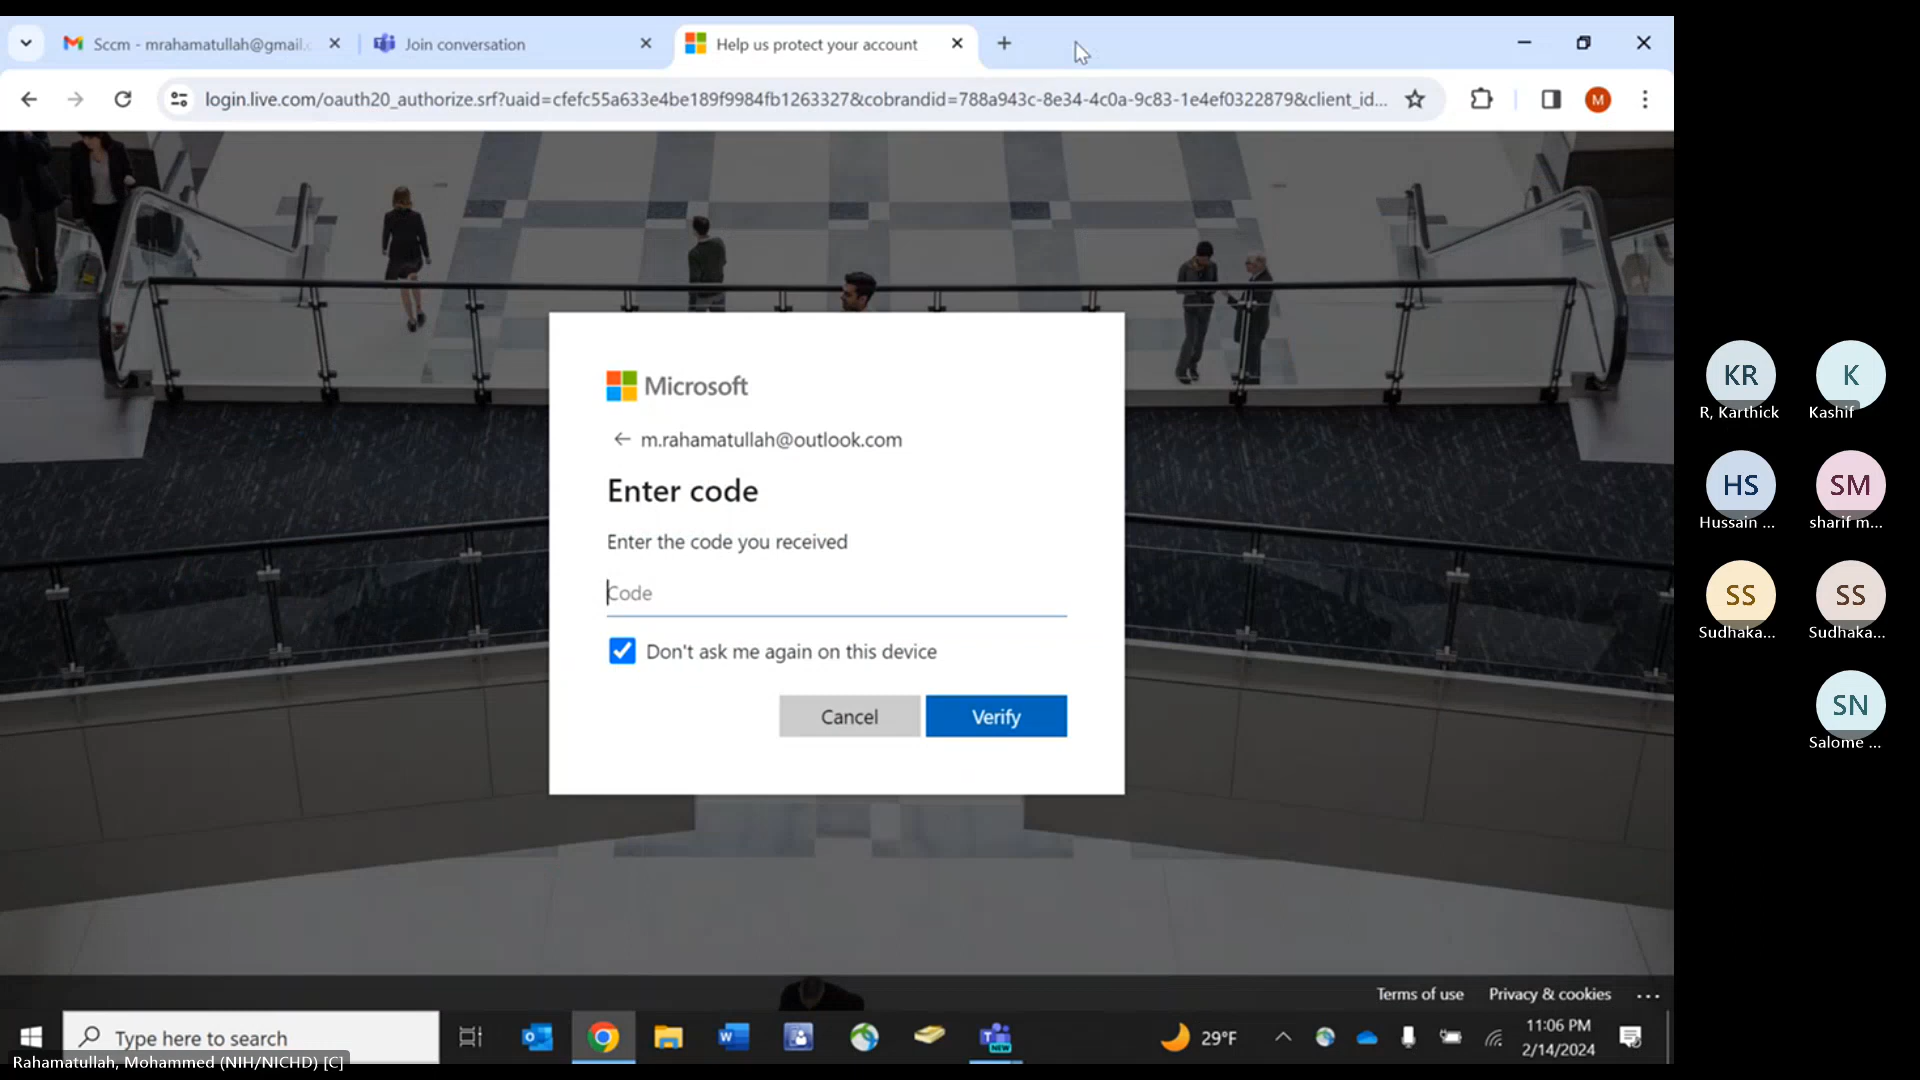 Sccm - mrahamatullah@gmail.c
Join conversation
Help us protect your account
login.live.com/oauth20_authorize.srf?uaid=cfefc55a633e4be189f9984fb1263327&cobrandid=788a943c-8e34-4c0a-9c83-1e4ef0322879&client_id...
M
Microsoft
m.rahamatullah@outlook.com
Enter code
Enter the code you received
Code
Don't ask me again on this device
Cancel
Verify
Terms of use
Privacy & cookies
...
KR
R, Karthick
K
Kashif
HS
Hussain ...
SM
sharif m...
SS
Sudhaka...
SS
Sudhaka...
SN
Salome ...
Type here to search
29°F
11:06 PM
2/14/2024
Rahamatullah, Mohammed (NIH/NICHD) [C]
NEW